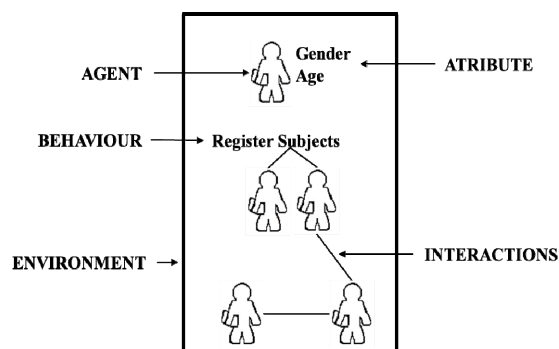 Gender
Age
AGENT
ATRIBUTE
BEHAVIOUR
Register Subjects
ENVIRONMENT
INTERACTIONS